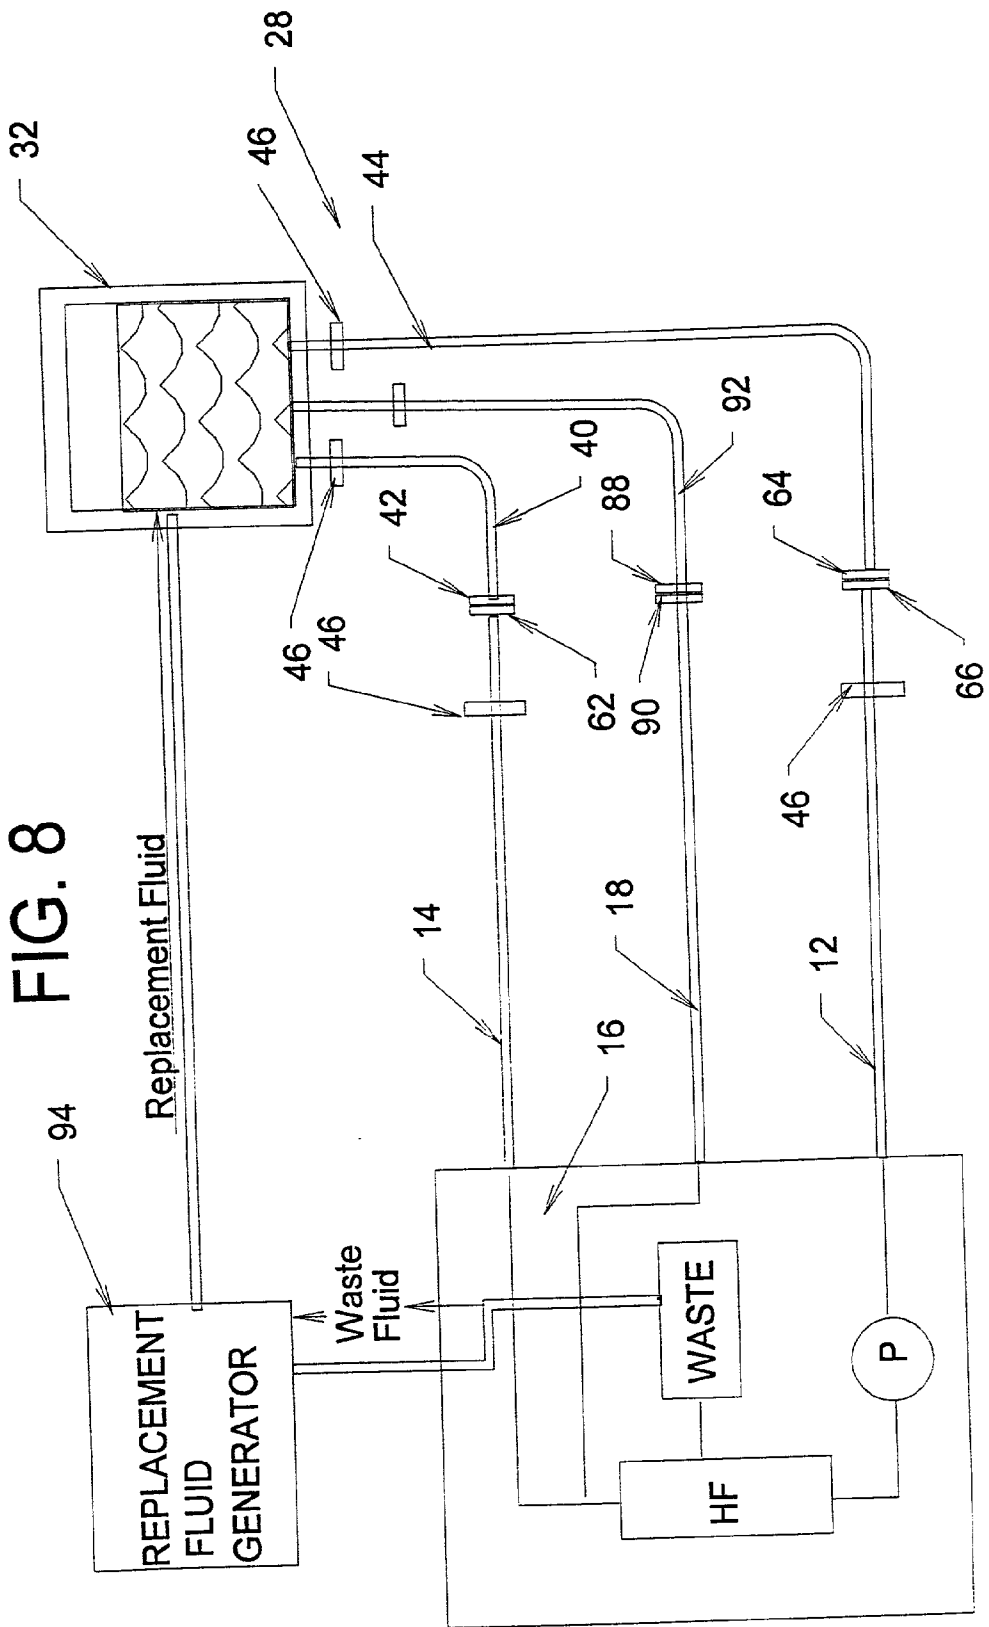 FIG. 8
94
REPLACEMENT
FLUID
GENERATOR
Replacement Fluid
Waste
Fluid
32
28
46
44
46
46
42
40
62
90
88
92
64
66
46
14
18
12
16
WASTE
HF
P